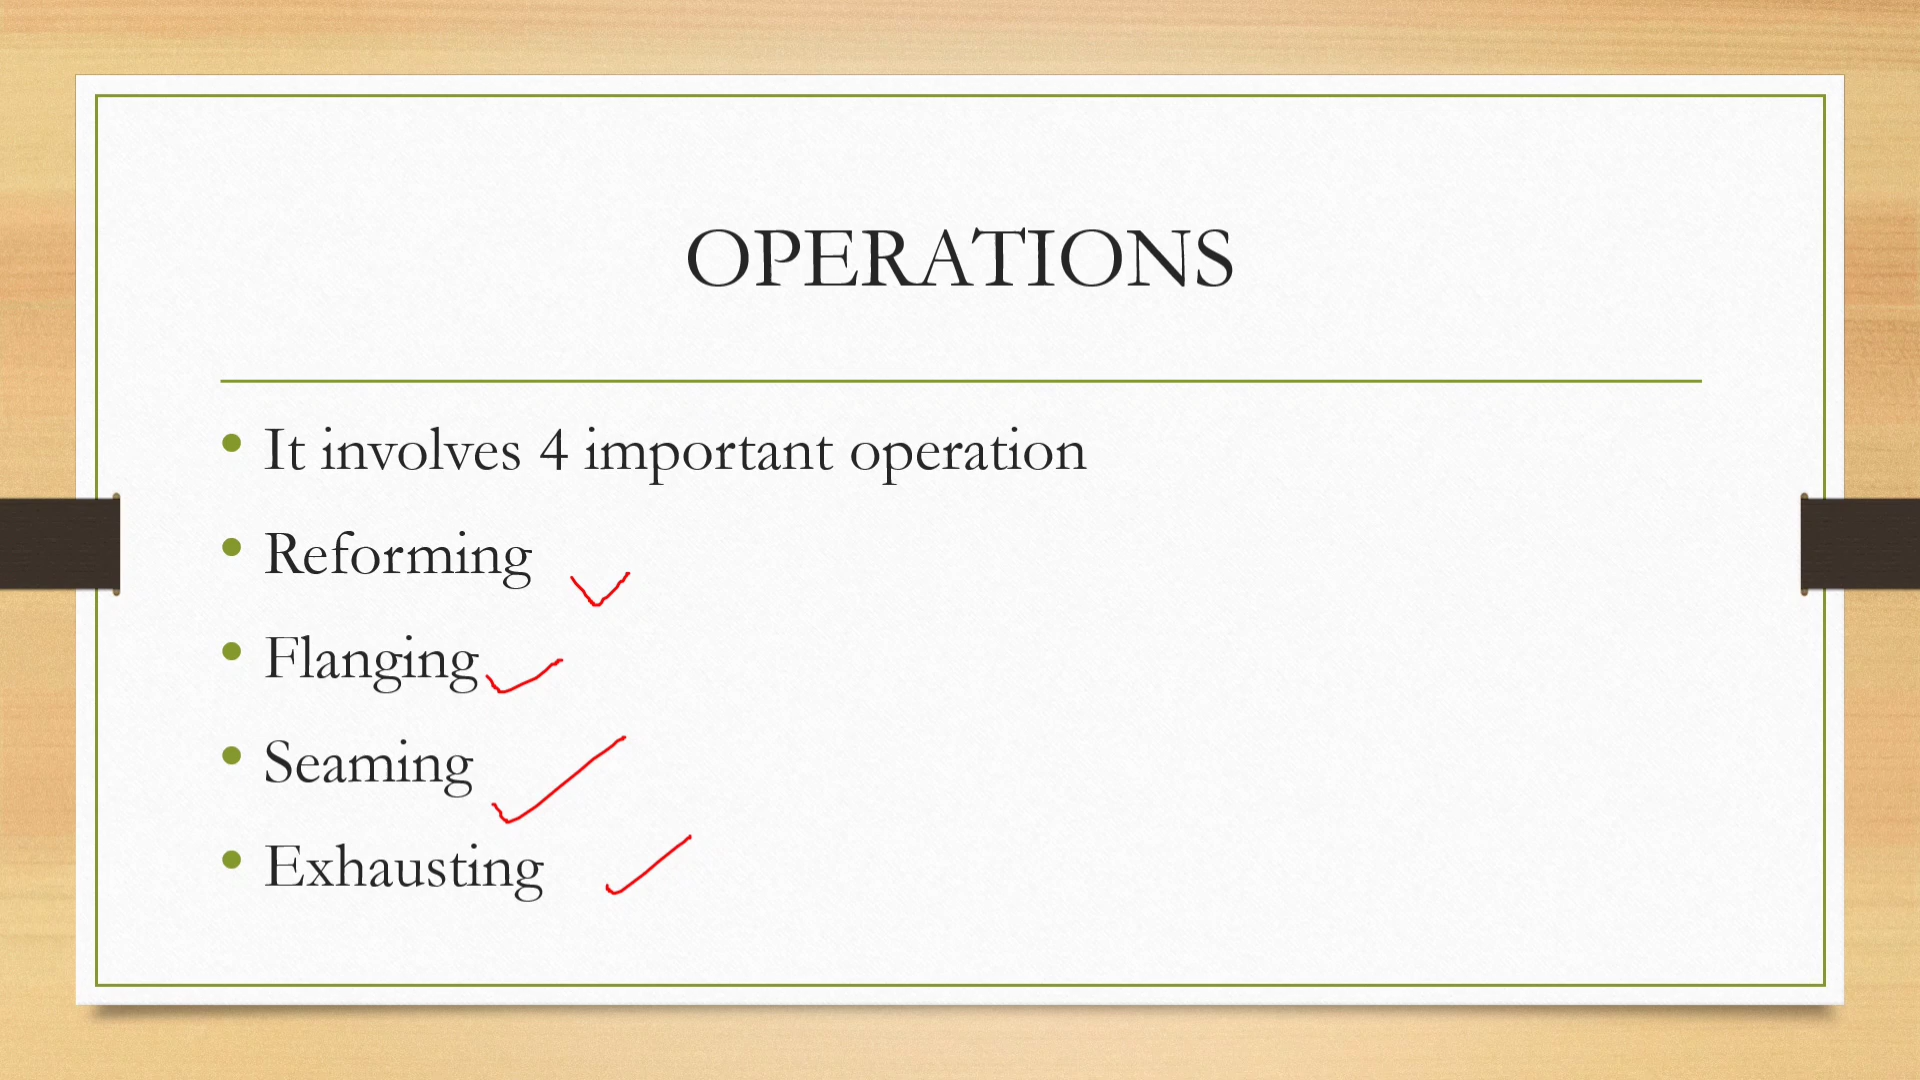 OPERATIONS
It involves 4 important operation
Reforming
Flanging
Seaming
Exhausting